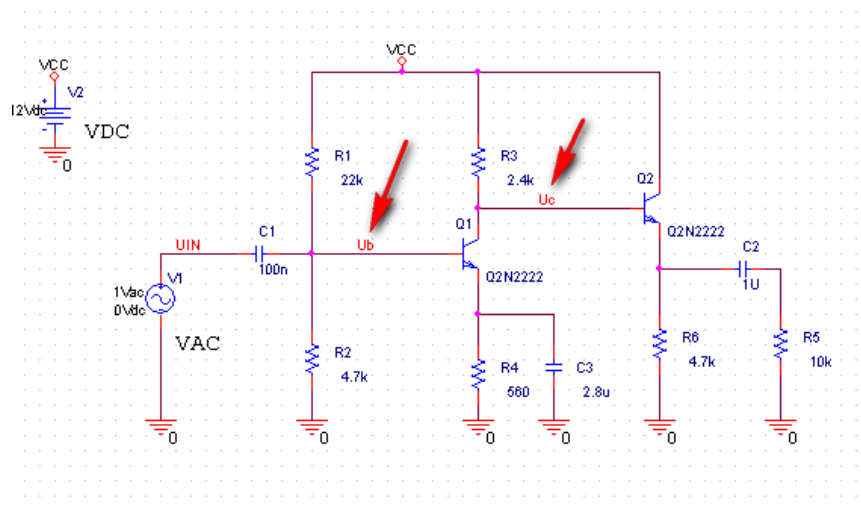 VCC
VCC
V2
12Vdc
VDC
R1
22k
R3
2.4k
Uc
Q2
Q2N2222
UIN
C1
100n
Ub
Q1
Q2N2222
C2
1U
V1
1Vac
0Vdc
VAC
R2
4.7k
R4
560
C3
2.8u
R6
4.7k
R5
10k
0
0
0
0
0
0
0